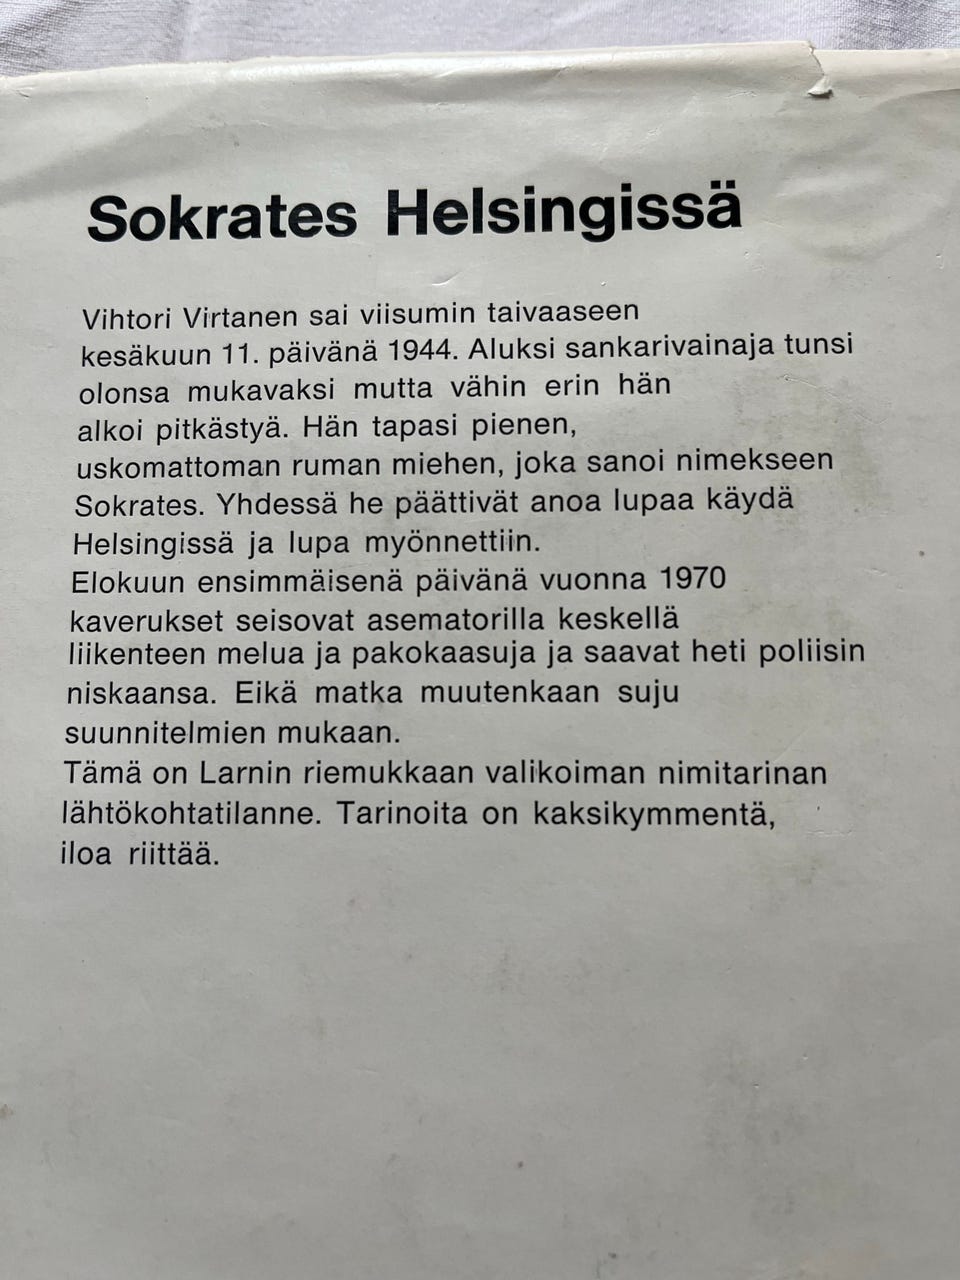 Sokrates Helsingissä
Vihtori Virtanen sai viisumin taivaaseen
kesäkuun 11. päivänä 1944. Aluksi sankarivainaja tunsi
olonsa mukavaksi mutta vähin erin hän
alkoi pitkästyä. Hän tapasi pienen,
uskomattoman ruman miehen, joka sanoi nimekseen
Sokrates. Yhdessä he päättivät anoa lupaa käydä
Helsingissä ja lupa myönnettiin.
Elokuun ensimmäisenä päivänä vuonna 1970
kaverukset seisovat asematorilla keskellä
liikenteen melua ja pakokaasuja ja saavat heti poliisin
niskaansa. Eikä matka muutenkaan suju
suunnitelmien mukaan.
Tämä on Larnin riemukkaan valikoiman nimitarinan
lähtökohtatilanne. Tarinoita on kaksikymmentä,
iloa riittää.